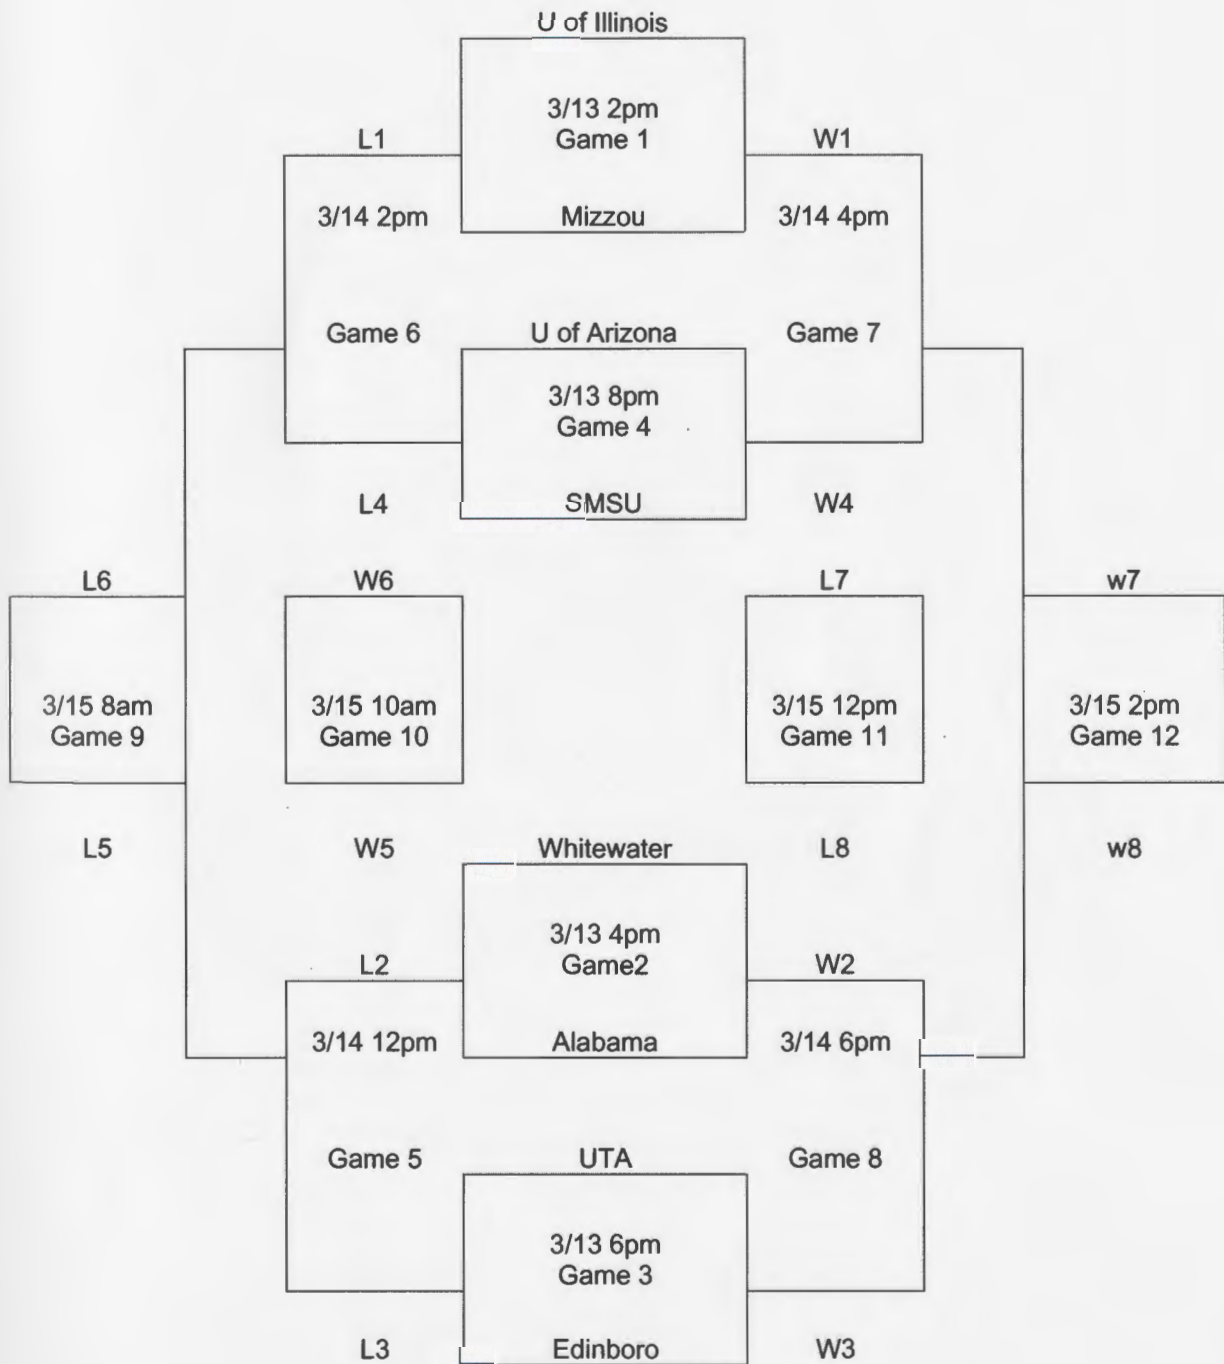 U of Illinois
3/13 2pm
Game 1
L1
W1
3/14 2pm
Mizzou
3/14 4pm
Game 6
U of Arizona
Game 7
3/13 8pm
Game 4
L4
SMSU
W4
L6
W6
L7
w7
3/15 8am
Game 9
3/15 10am
Game 10
3/15 12pm
Game 11
3/15 2pm
Game 12
L5
W5
Whitewater
L8
w8
3/13 4pm
Game2
L2
W2
3/14 12pm
Alabama
3/14 6pm
Game 5
UTA
Game 8
3/13 6pm
Game 3
L3
Edinboro
W3